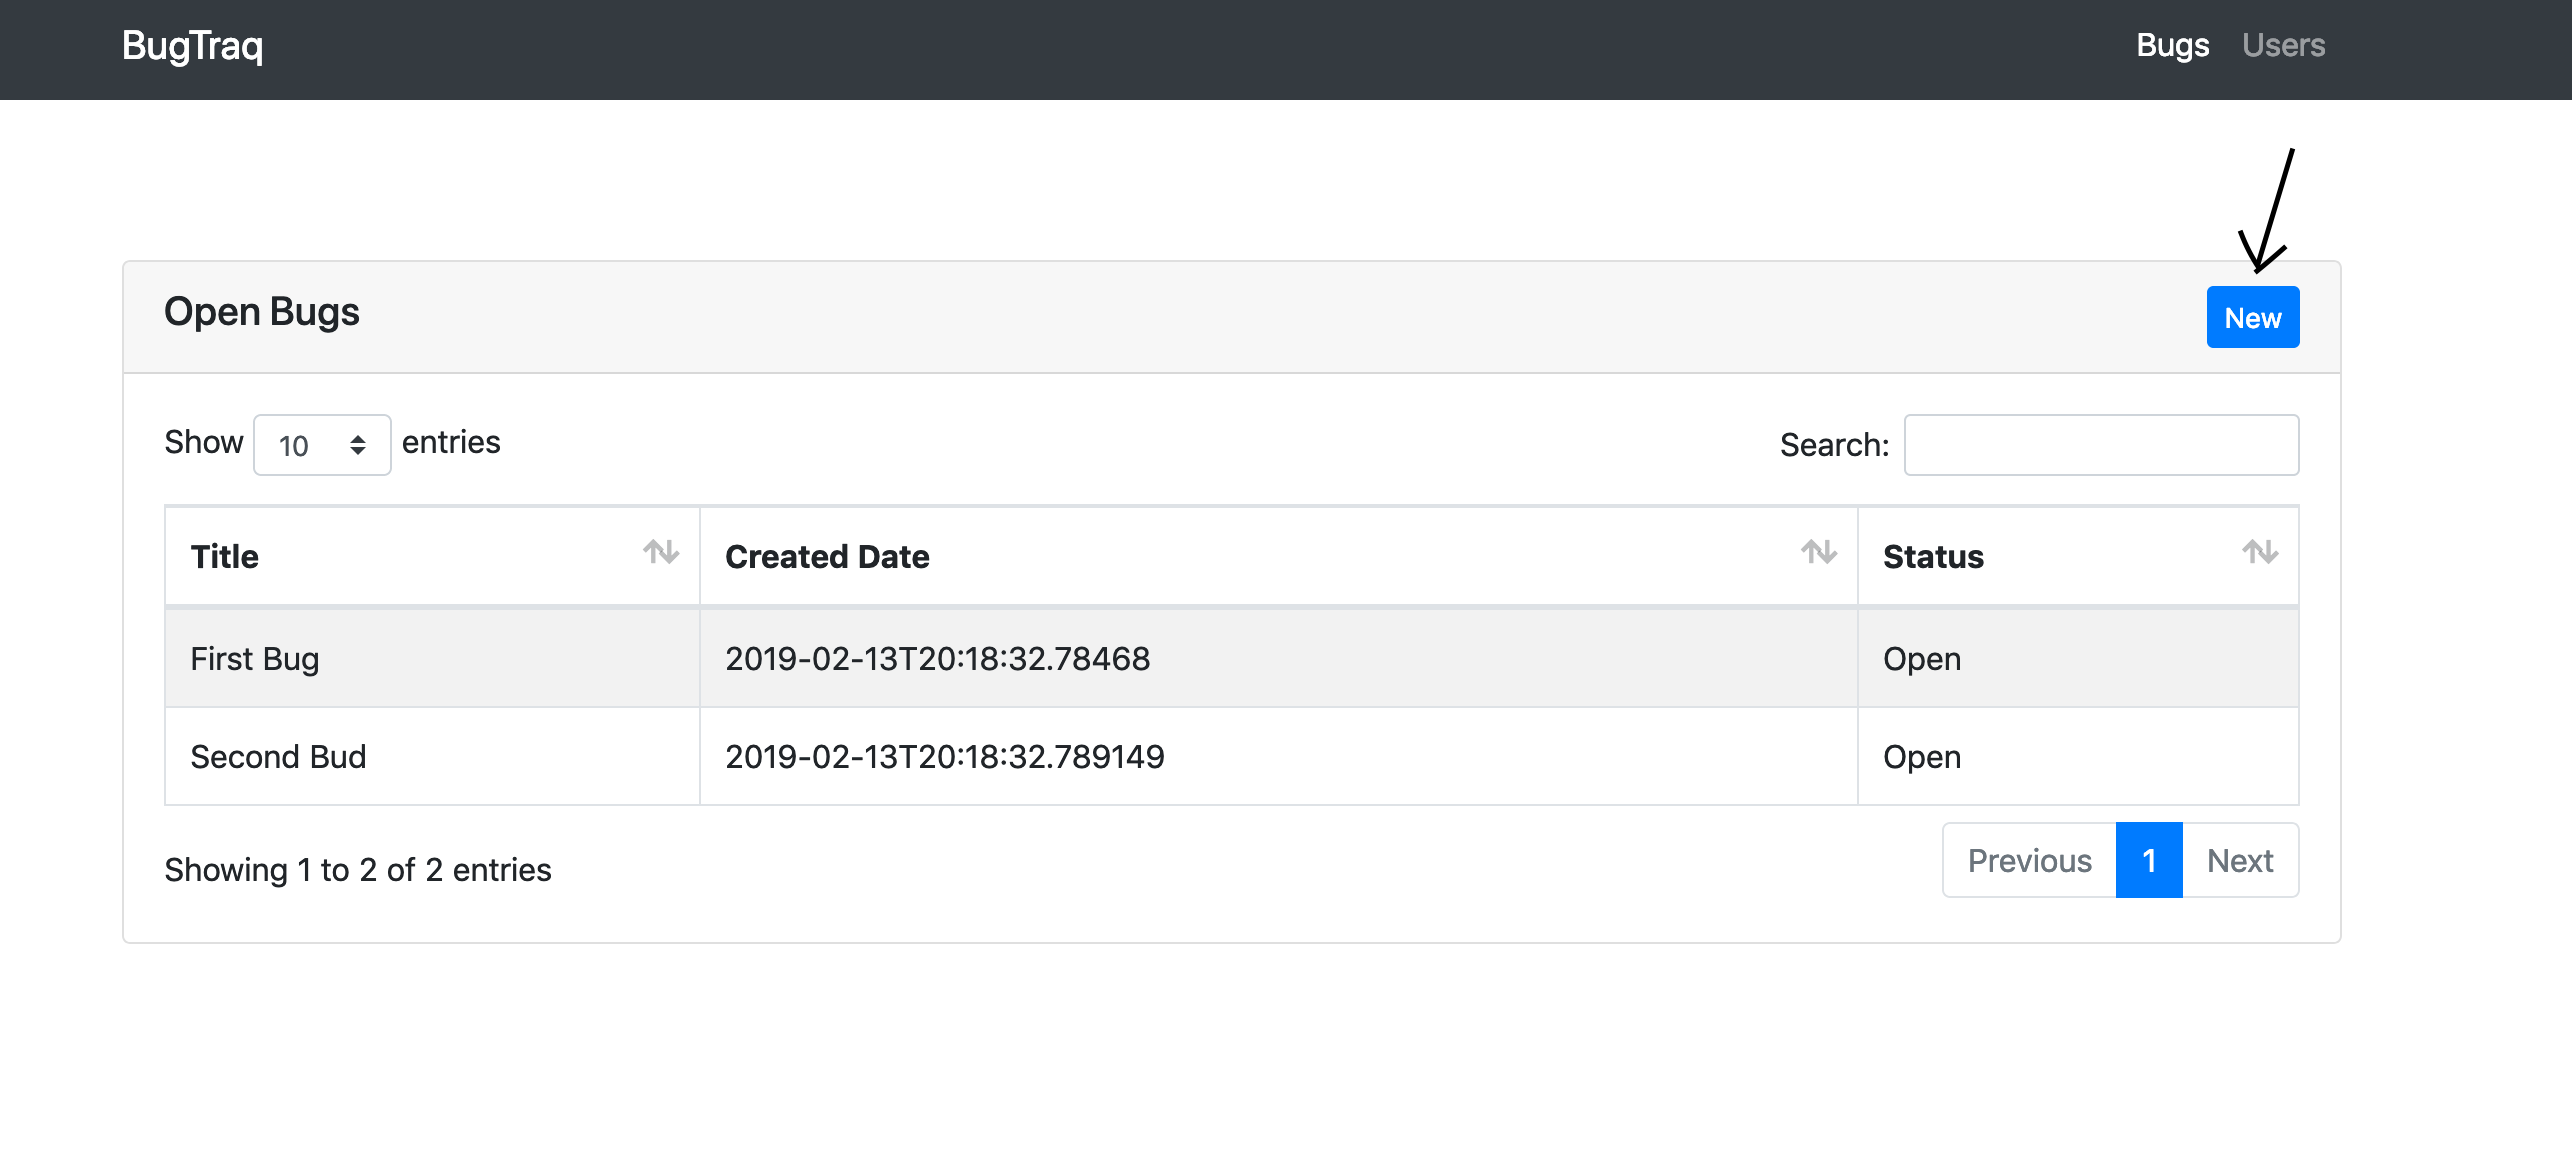 BugTraq Bugs Users
Open Bugs New
Show 10 entries Search:
Title Created Date Status
First Bug 2019-02-13T20:18:32.78468 Open
Second Bud 2019-02-13T20:18:32.789149 Open
Showing 1 to 2 of 2 entries Previous 1 Next